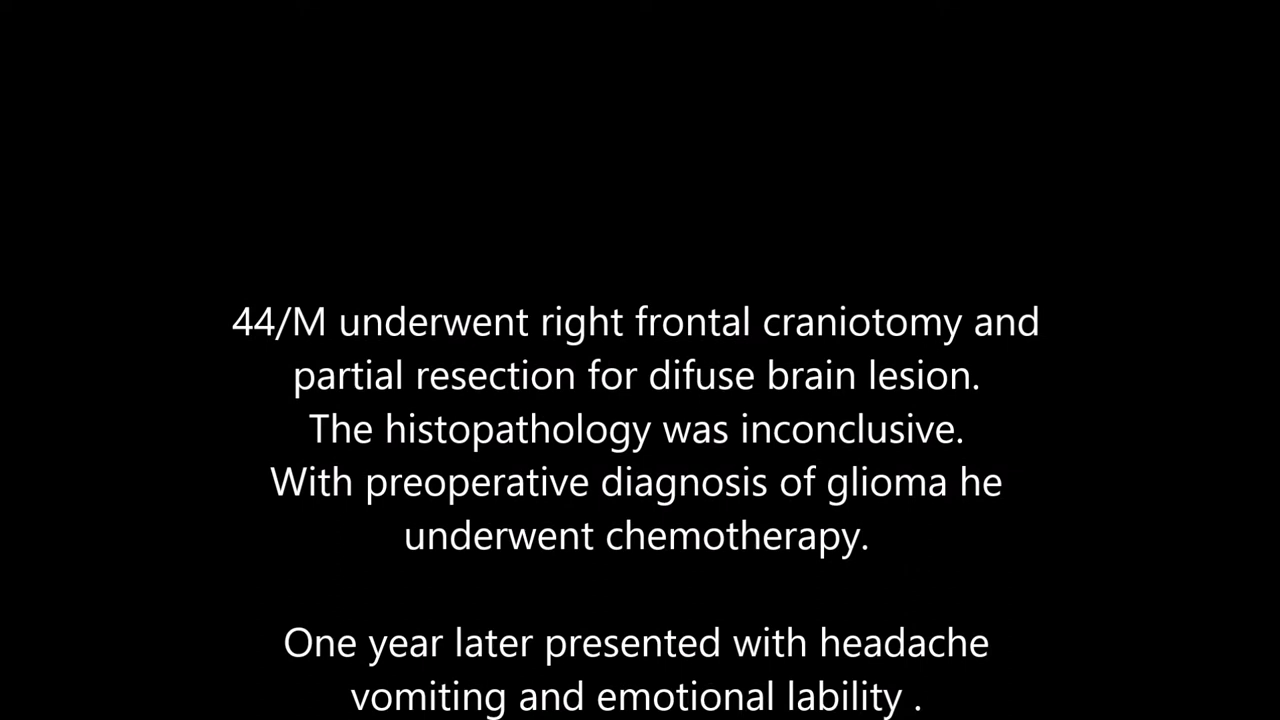 44/M underwent right frontal craniotomy and
partial resection for difuse brain lesion.
The histopathology was inconclusive.
With preoperative diagnosis of glioma he
underwent chemotherapy.
One year later presented with headache
vomiting and emotional lability .